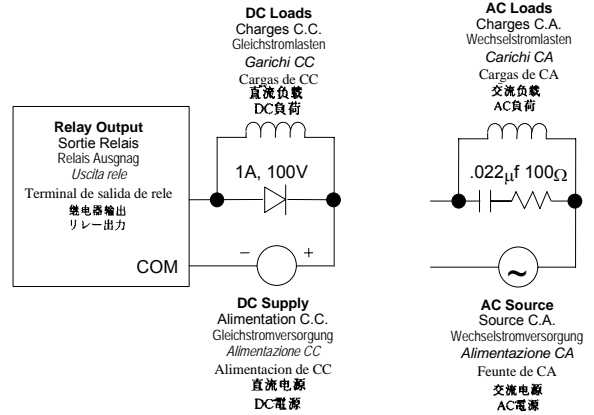 DC Loads
Charges C.C.
Gleichstromlasten
Garichi CC
Cargas de CC
直流负载
DC負荷
AC Loads
Charges C.A.
Wechselstromlasten
Carichi CA
Cargas de CA
交流负载
AC負荷
Relay Output
Sortie Relais
Relais Ausgnag
Uscita rele
Terminal de salida de rele
继电器输出
リレー出力
COM
1A, 100V
.022μf 100Ω
− +
~
DC Supply
Alimentation C.C.
Gleichstromversorgung
Alimentazione CC
Alimentacion de CC
直流电源
DC電源
AC Source
Source C.A.
Wechselstromversorgung
Alimentazione CA
Feunte de CA
交流电源
AC電源